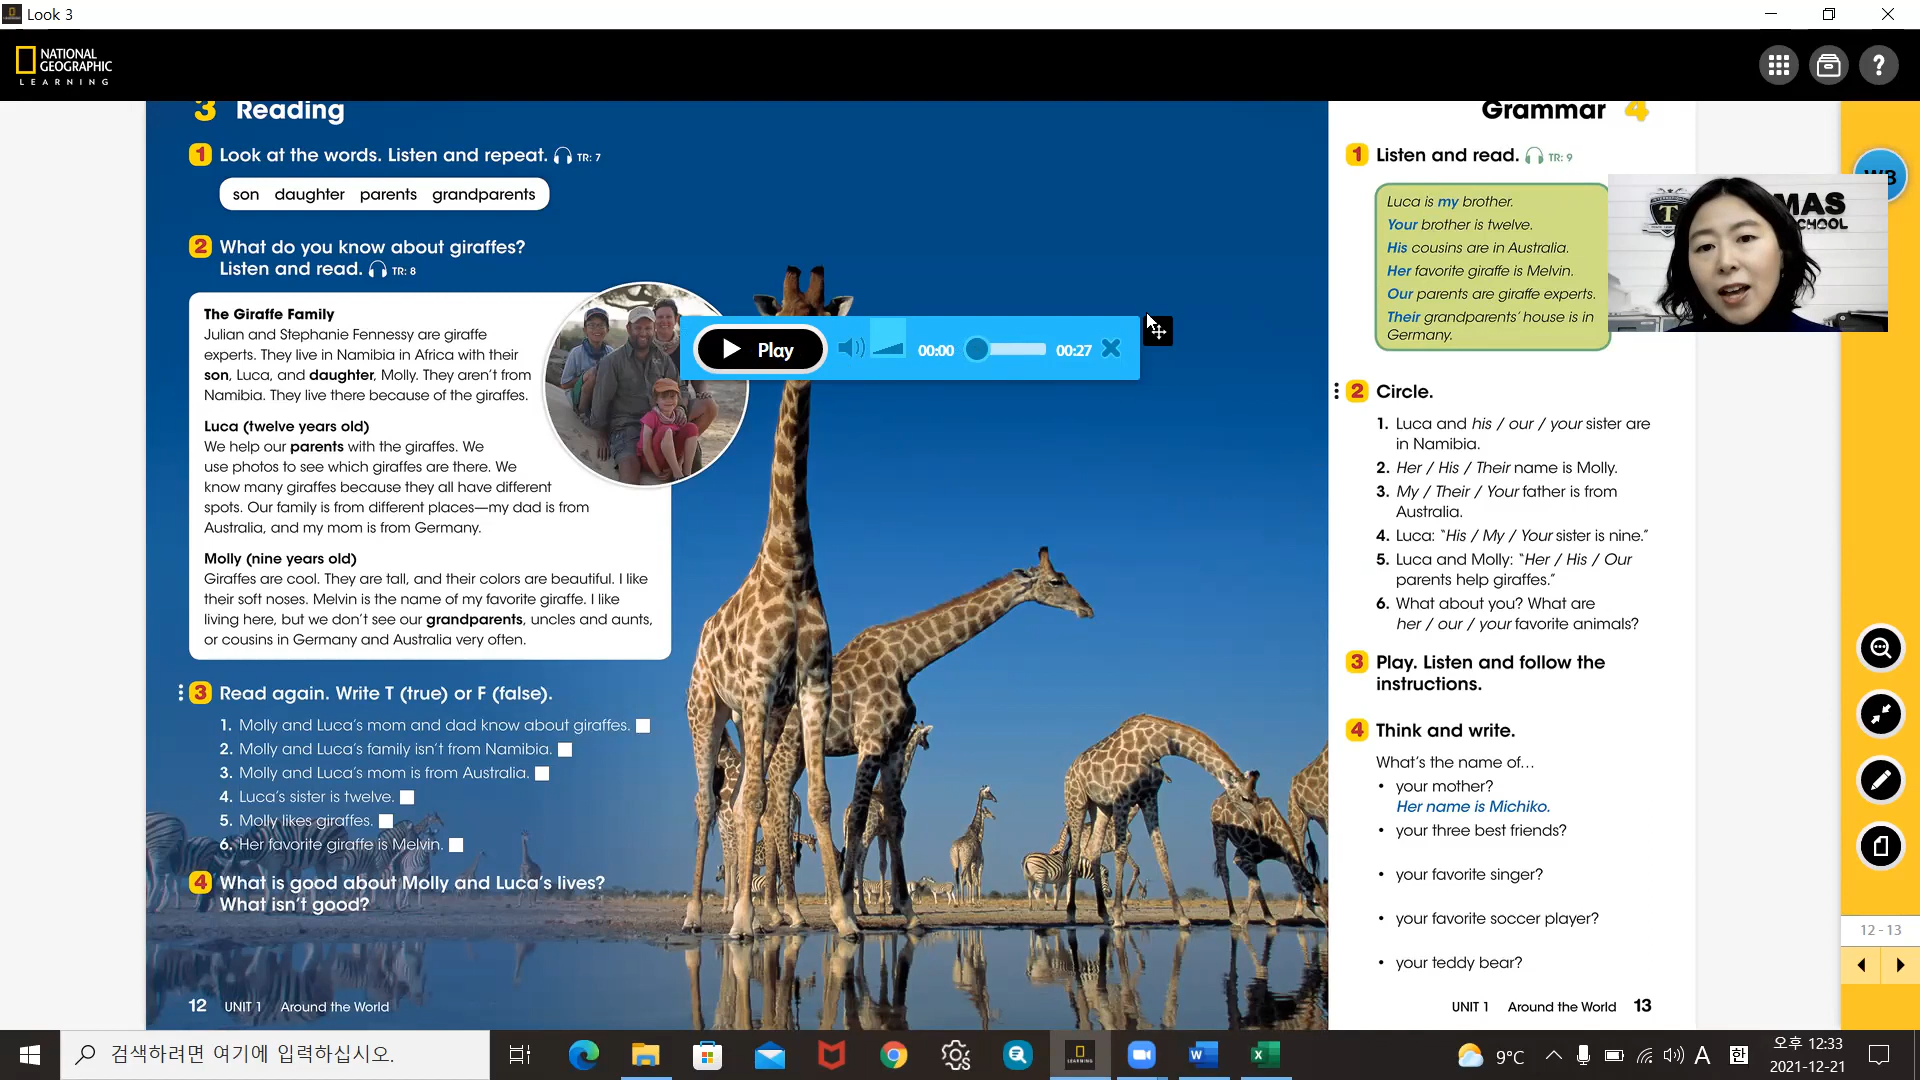 Look 3
NATIONAL
GEOGRAPHIC
LEARNING
3 Reading
1 Look at the words. Listen and repeat. TR: 7
son daughter parents grandparents
2 What do you know about giraffes?
Listen and read. TR: 8
The Giraffe Family
Julian and Stephanie Fennessy are giraffe
experts. They live in Namibia in Africa with their
son, Luca, and daughter, Molly. They aren't from
Namibia. They live there because of the giraffes.
Luca (twelve years old)
We help our parents with the giraffes. We
use photos to see which giraffes are there. We
know many giraffes because they all have different
spots. Our family is from different places—my dad is from
Australia, and my mom is from Germany.
Molly (nine years old)
Giraffes are cool. They are tall, and their colors are beautiful. I like
their soft noses. Melvin is the name of my favorite giraffe. I like
living here, but we don't see our grandparents, uncles and aunts,
or cousins in Germany and Australia very often.
3 Read again. Write T (true) or F (false).
1. Molly and Luca's mom and dad know about giraffes.
2. Molly and Luca's family isn't from Namibia.
3. Molly and Luca's mom is from Australia.
4. Luca's sister is twelve.
5. Molly likes giraffes.
6. Her favorite giraffe is Melvin.
4 What is good about Molly and Luca's lives?
What isn't good?
12 UNIT 1 Around the World
Play 00:00 00:27
Grammar 4
1 Listen and read. TR: 9
Luca is my brother.
Your brother is twelve.
His cousins are in Australia.
Her favorite giraffe is Melvin.
Our parents are giraffe experts.
Their grandparents' house is in
Germany.
2 Circle.
1. Luca and his / our / your sister are
in Namibia.
2. Her / His / Their name is Molly.
3. My / Their / Your father is from
Australia.
4. Luca: "His / My / Your sister is nine."
5. Luca and Molly: "Her / His / Our
parents help giraffes."
6. What about you? What are
her / our / your favorite animals?
3 Play. Listen and follow the
instructions.
4 Think and write.
What's the name of...
• your mother?
Her name is Michiko.
• your three best friends?
• your favorite singer?
• your favorite soccer player?
• your teddy bear?
UNIT 1 Around the World 13
12 - 13
검색하려면 여기에 입력하십시오.
9°C
A
한
오후 12:33
2021-12-21